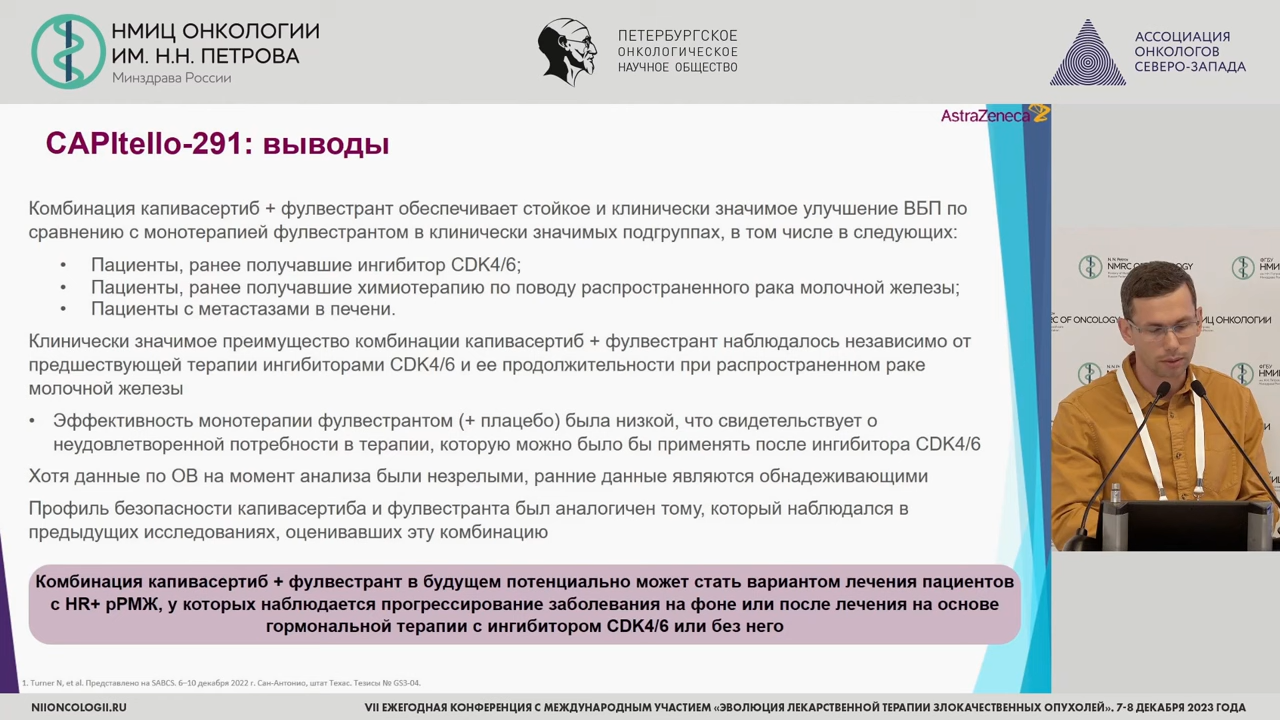 НМИЦ ОНКОЛОГИИ
ИМ. Н.Н. ПЕТРОВА
Минздрава России
ПЕТЕРБУРГСКОЕ
ОНКОЛОГИЧЕСКОЕ
НАУЧНОЕ ОБЩЕСТВО
АССОЦИАЦИЯ
ОНКОЛОГОВ
СЕВЕРО-ЗАПАДА
AstraZeneca
CAPItello-291: выводы
Комбинация капивасертиб + фулвестрант обеспечивает стойкое и клинически значимое улучшение ВБП по
сравнению с монотерапией фулвестрантом в клинически значимых подгруппах, в том числе в следующих:
• Пациенты, ранее получавшие ингибитор CDK4/6;
• Пациенты, ранее получавшие химиотерапию по поводу распространенного рака молочной железы;
• Пациенты с метастазами в печени.
Клинически значимое преимущество комбинации капивасертиб + фулвестрант наблюдалось независимо от
предшествующей терапии ингибиторами CDK4/6 и ее продолжительности при распространенном раке
молочной железы
• Эффективность монотерапии фулвестрантом (+ плацебо) была низкой, что свидетельствует о
неудовлетворенной потребности в терапии, которую можно было бы применять после ингибитора CDK4/6
Хотя данные по ОВ на момент анализа были незрелыми, ранние данные являются обнадеживающими
Профиль безопасности капивасертиба и фулвестранта был аналогичен тому, который наблюдался в
предыдущих исследованиях, оценивавших эту комбинацию
Комбинация капивасертиб + фулвестрант в будущем потенциально может стать вариантом лечения пациентов
с HR+ рРМЖ, у которых наблюдается прогрессирование заболевания на фоне или после лечения на основе
гормональной терапии с ингибитором CDK4/6 или без него
1. Turner N, et al. Представлено на SABCS. 6–10 декабря 2022 г. Сан-Антонио, штат Техас. Тезисы № GS3-04.
NIIONCOLOGII.RU
VII ЕЖЕГОДНАЯ КОНФЕРЕНЦИЯ С МЕЖДУНАРОДНЫМ УЧАСТИЕМ «ЭВОЛЮЦИЯ ЛЕКАРСТВЕННОЙ ТЕРАПИИ ЗЛОКАЧЕСТВЕННЫХ ОПУХОЛЕЙ». 7-8 ДЕКАБРЯ 2023 ГОДА